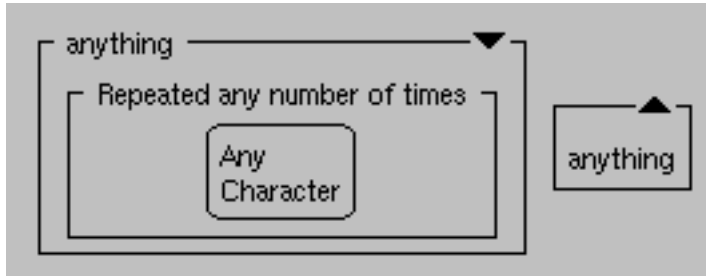 anything
Repeated any number of times
Any
Character
anything